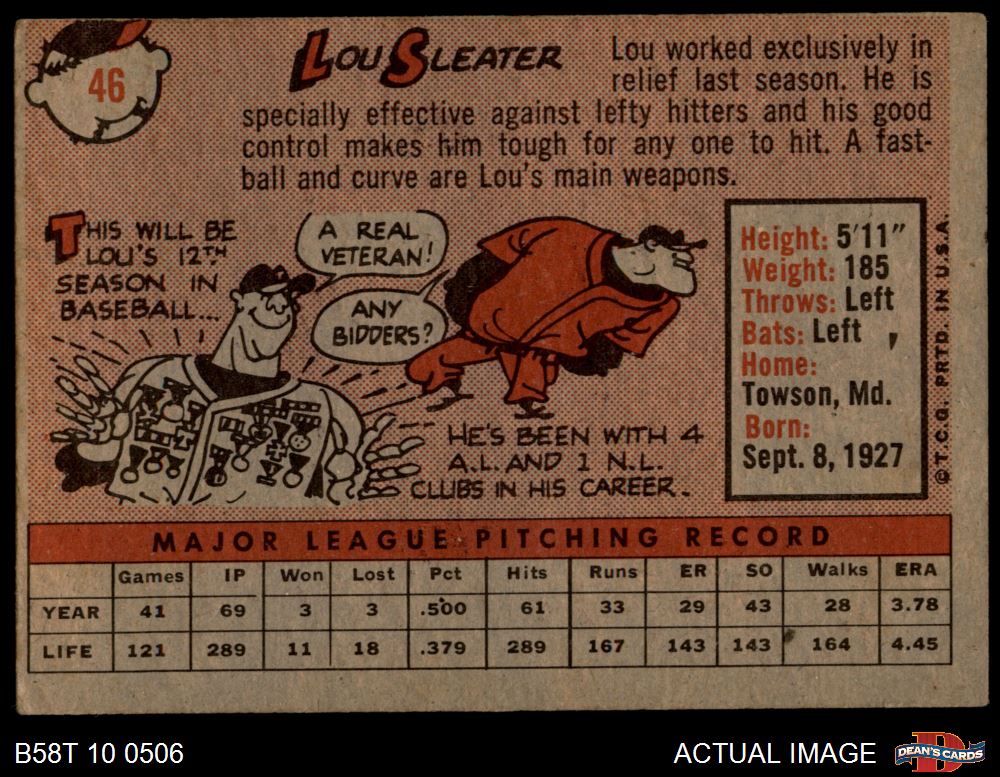 46
LOU SLEATER
Lou worked exclusively in
relief last season. He is
specially effective against lefty hitters and his good
control makes him tough for any one to hit. A fast-
ball and curve are Lou's main weapons.
THIS WILL BE
LOU'S 12TH
SEASON IN
BASEBALL...
A REAL
VETERAN!
ANY
BIDDERS?
HE'S BEEN WITH 4
A.L. AND 1 N.L.
CLUBS IN HIS CAREER.
Height: 5'11"
Weight: 185
Throws: Left
Bats: Left
Home:
Towson, Md.
Born:
Sept. 8, 1927
© T.C.G. PRTD. IN U.S.A.
MAJOR LEAGUE PITCHING RECORD
Games IP Won Lost Pct Hits Runs ER SO Walks ERA
YEAR 41 69 3 3 .500 61 33 29 43 28 3.78
LIFE 121 289 11 18 .379 289 167 143 143 164 4.45
B58T 10 0506
ACTUAL IMAGE
D
DEAN'S CARDS